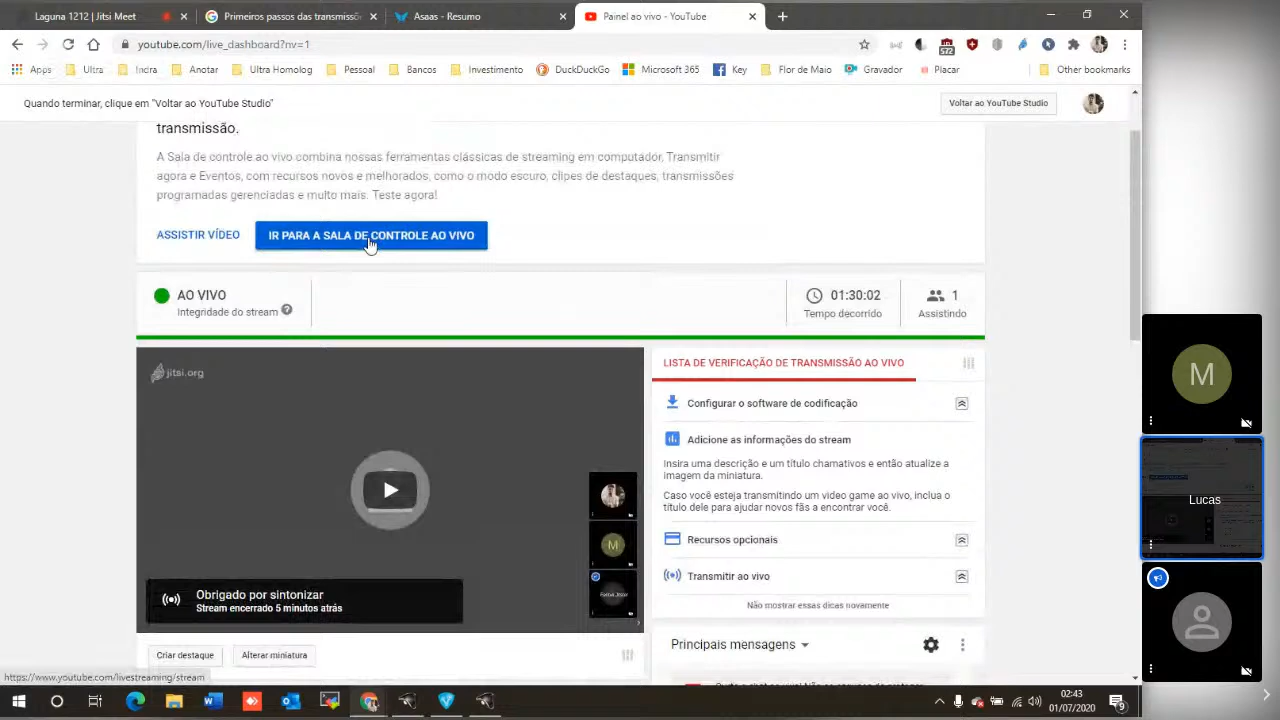 Laguna 1212 | Jitsi Meet
Primeiros passos das transmissõ
Asaas - Resumo
Painel ao vivo - YouTube
youtube.com/live_dashboard?nv=1
572
Apps
Ultra
Indra
Anotar
Ultra Homolog
Pessoal
Bancos
Investimento
DuckDuckGo
Microsoft 365
Key
Flor de Maio
Gravador
Placar
Other bookmarks
Quando terminar, clique em "Voltar ao YouTube Studio"
Voltar ao YouTube Studio
transmissão.
A Sala de controle ao vivo combina nossas ferramentas clássicas de streaming em computador, Transmitir
agora e Eventos, com recursos novos e melhorados, como o modo escuro, clipes de destaques, transmissões
programadas gerenciadas e muito mais. Teste agora!
ASSISTIR VÍDEO
IR PARA A SALA DE CONTROLE AO VIVO
AO VIVO
Integridade do stream
01:30:02
Tempo decorrido
1
Assistindo
jitsi.org
M
Obrigado por sintonizar
Stream encerrado 5 minutos atrás
Criar destaque
Alterar miniatura
LISTA DE VERIFICAÇÃO DE TRANSMISSÃO AO VIVO
Configurar o software de codificação
Adicione as informações do stream
Insira uma descrição e um título chamativos e então atualize a
imagem da miniatura.
Caso você esteja transmitindo um video game ao vivo, inclua o
título dele para ajudar novos fãs a encontrar você.
Recursos opcionais
Transmitir ao vivo
Não mostrar essas dicas novamente
Principais mensagens
https://www.youtube.com/livestreaming/stream
M
Lucas
02:43
01/07/2020
9